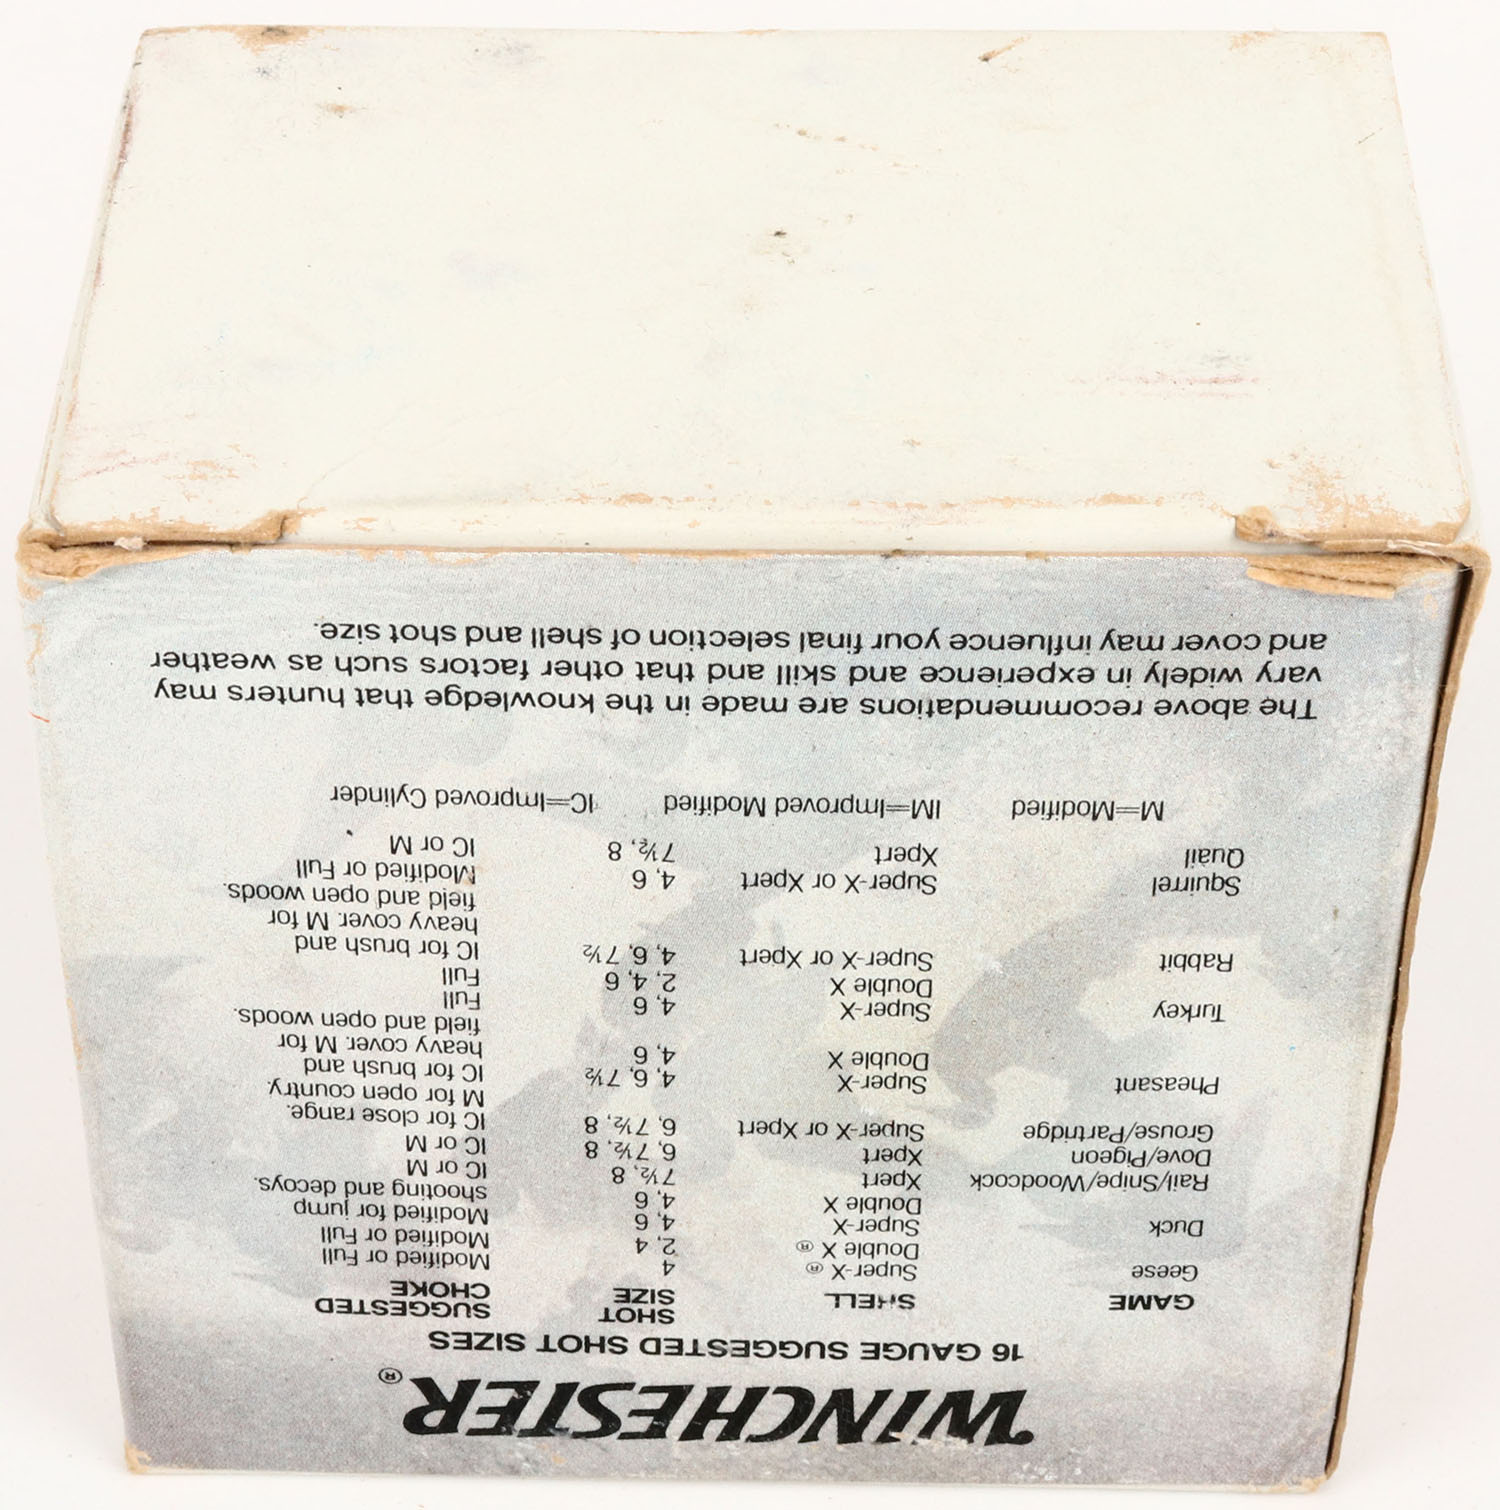 WINCHESTER®
16 GAUGE SUGGESTED SHOT SIZES
GAME SHELL SHOT SIZE SUGGESTED CHOKE
Geese Super-X® 4 Modified or Full
Double X® 2, 4 Modified or Full
Duck Super-X 4, 6 Modified for jump
Double X 4, 6 shooting and decoys.
Rail/Snipe/Woodcock Xpert 7½, 8 IC or M
Dove/Pigeon Xpert 6, 7½, 8 IC or M
Grouse/Partridge Super-X or Xpert 6, 7½, 8 IC for close range.
M for open country.
Pheasant Super-X 4, 6, 7½ IC for brush and
Double X 4, 6 heavy cover. M for
field and open woods.
Turkey Super-X 4, 6 Full
Double X 2, 4, 6 Full
Rabbit Super-X or Xpert 4, 6, 7½ IC for brush and
heavy cover. M for
field and open woods.
Squirrel Super-X or Xpert 4, 6 Modified or Full
Quail Xpert 7½, 8 IC or M
M=Modified IM=Improved Modified IC=Improved Cylinder
The above recommendations are made in the knowledge that hunters may
vary widely in experience and skill and that other factors such as weather
and cover may influence your final selection of shell and shot size.